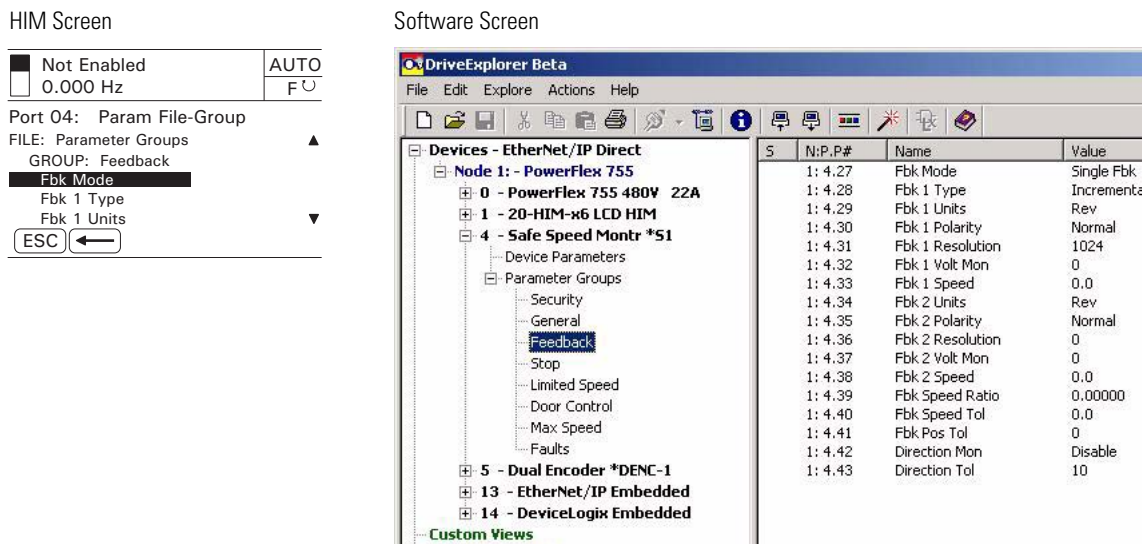 HIM Screen
Software Screen
Not Enabled
0.000 Hz
AUTO
F
Port 04: Param File-Group
FILE: Parameter Groups
GROUP: Feedback
Fbk Mode
Fbk 1 Type
Fbk 1 Units
ESC
DriveExplorer Beta
File Edit Explore Actions Help
Devices - EtherNet/IP Direct
Node 1: - PowerFlex 755
0 - PowerFlex 755 480V 22A
1 - 20-HIM-x6 LCD HIM
4 - Safe Speed Montr *S1
Device Parameters
Parameter Groups
Security
General
Feedback
Stop
Limited Speed
Door Control
Max Speed
Faults
5 - Dual Encoder *DENC-1
13 - EtherNet/IP Embedded
14 - DeviceLogix Embedded
Custom Views
S N:P.P# Name Value
1: 4.27 Fbk Mode Single Fbk
1: 4.28 Fbk 1 Type Incrementa
1: 4.29 Fbk 1 Units Rev
1: 4.30 Fbk 1 Polarity Normal
1: 4.31 Fbk 1 Resolution 1024
1: 4.32 Fbk 1 Volt Mon 0
1: 4.33 Fbk 1 Speed 0.0
1: 4.34 Fbk 2 Units Rev
1: 4.35 Fbk 2 Polarity Normal
1: 4.36 Fbk 2 Resolution 0
1: 4.37 Fbk 2 Volt Mon 0
1: 4.38 Fbk 2 Speed 0.0
1: 4.39 Fbk Speed Ratio 0.00000
1: 4.40 Fbk Speed Tol 0.0
1: 4.41 Fbk Pos Tol 0
1: 4.42 Direction Mon Disable
1: 4.43 Direction Tol 10